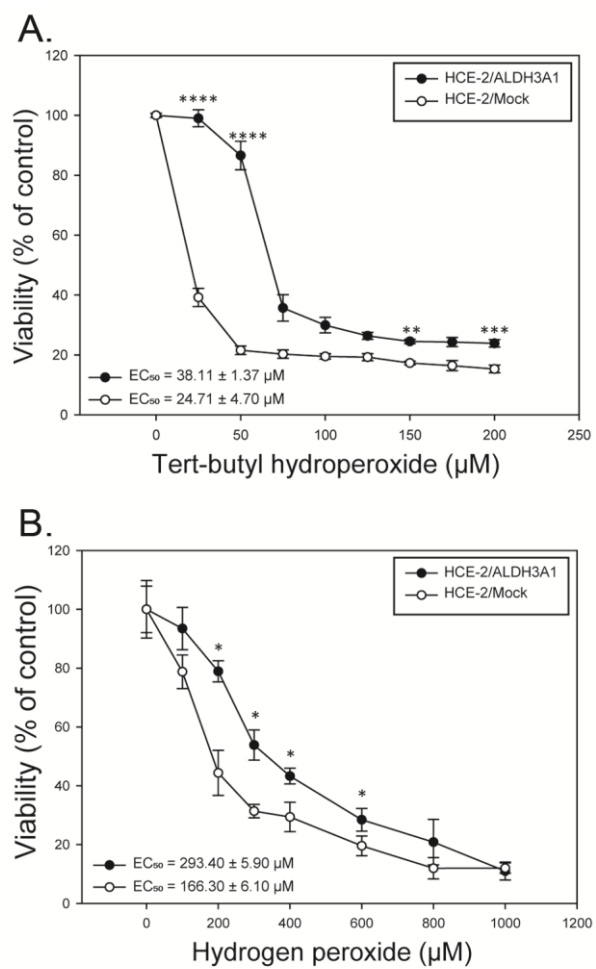 A.
HCE-2/ALDH3A1
HCE-2/Mock
120
100
80
60
40
20
0
Viability (% of control)
****
****
**
***
EC₅₀ = 38.11 ± 1.37 µM
EC₅₀ = 24.71 ± 4.70 µM
0 50 100 150 200 250
Tert-butyl hydroperoxide (µM)
B.
HCE-2/ALDH3A1
HCE-2/Mock
120
100
80
60
40
20
0
Viability (% of control)
*
*
*
*
EC₅₀ = 293.40 ± 5.90 µM
EC₅₀ = 166.30 ± 6.10 µM
0 200 400 600 800 1000 1200
Hydrogen peroxide (µM)